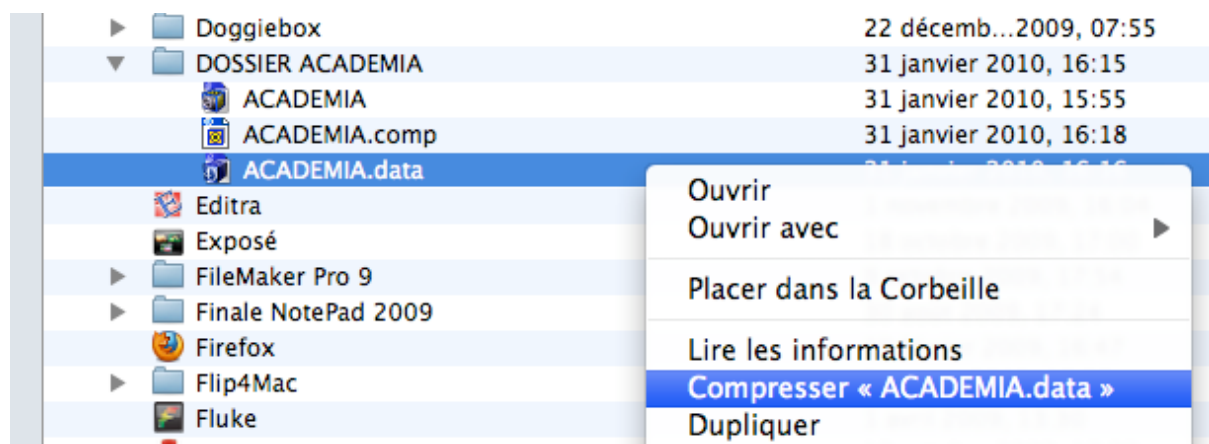 Doggiebox 22 décemb...2009, 07:55
DOSSIER ACADEMIA 31 janvier 2010, 16:15
ACADEMIA 31 janvier 2010, 15:55
ACADEMIA.comp 31 janvier 2010, 16:18
ACADEMIA.data
Editra
Exposé
FileMaker Pro 9
Finale NotePad 2009
Firefox
Flip4Mac
Fluke
Ouvrir
Ouvrir avec
Placer dans la Corbeille
Lire les informations
Compresser « ACADEMIA.data »
Dupliquer